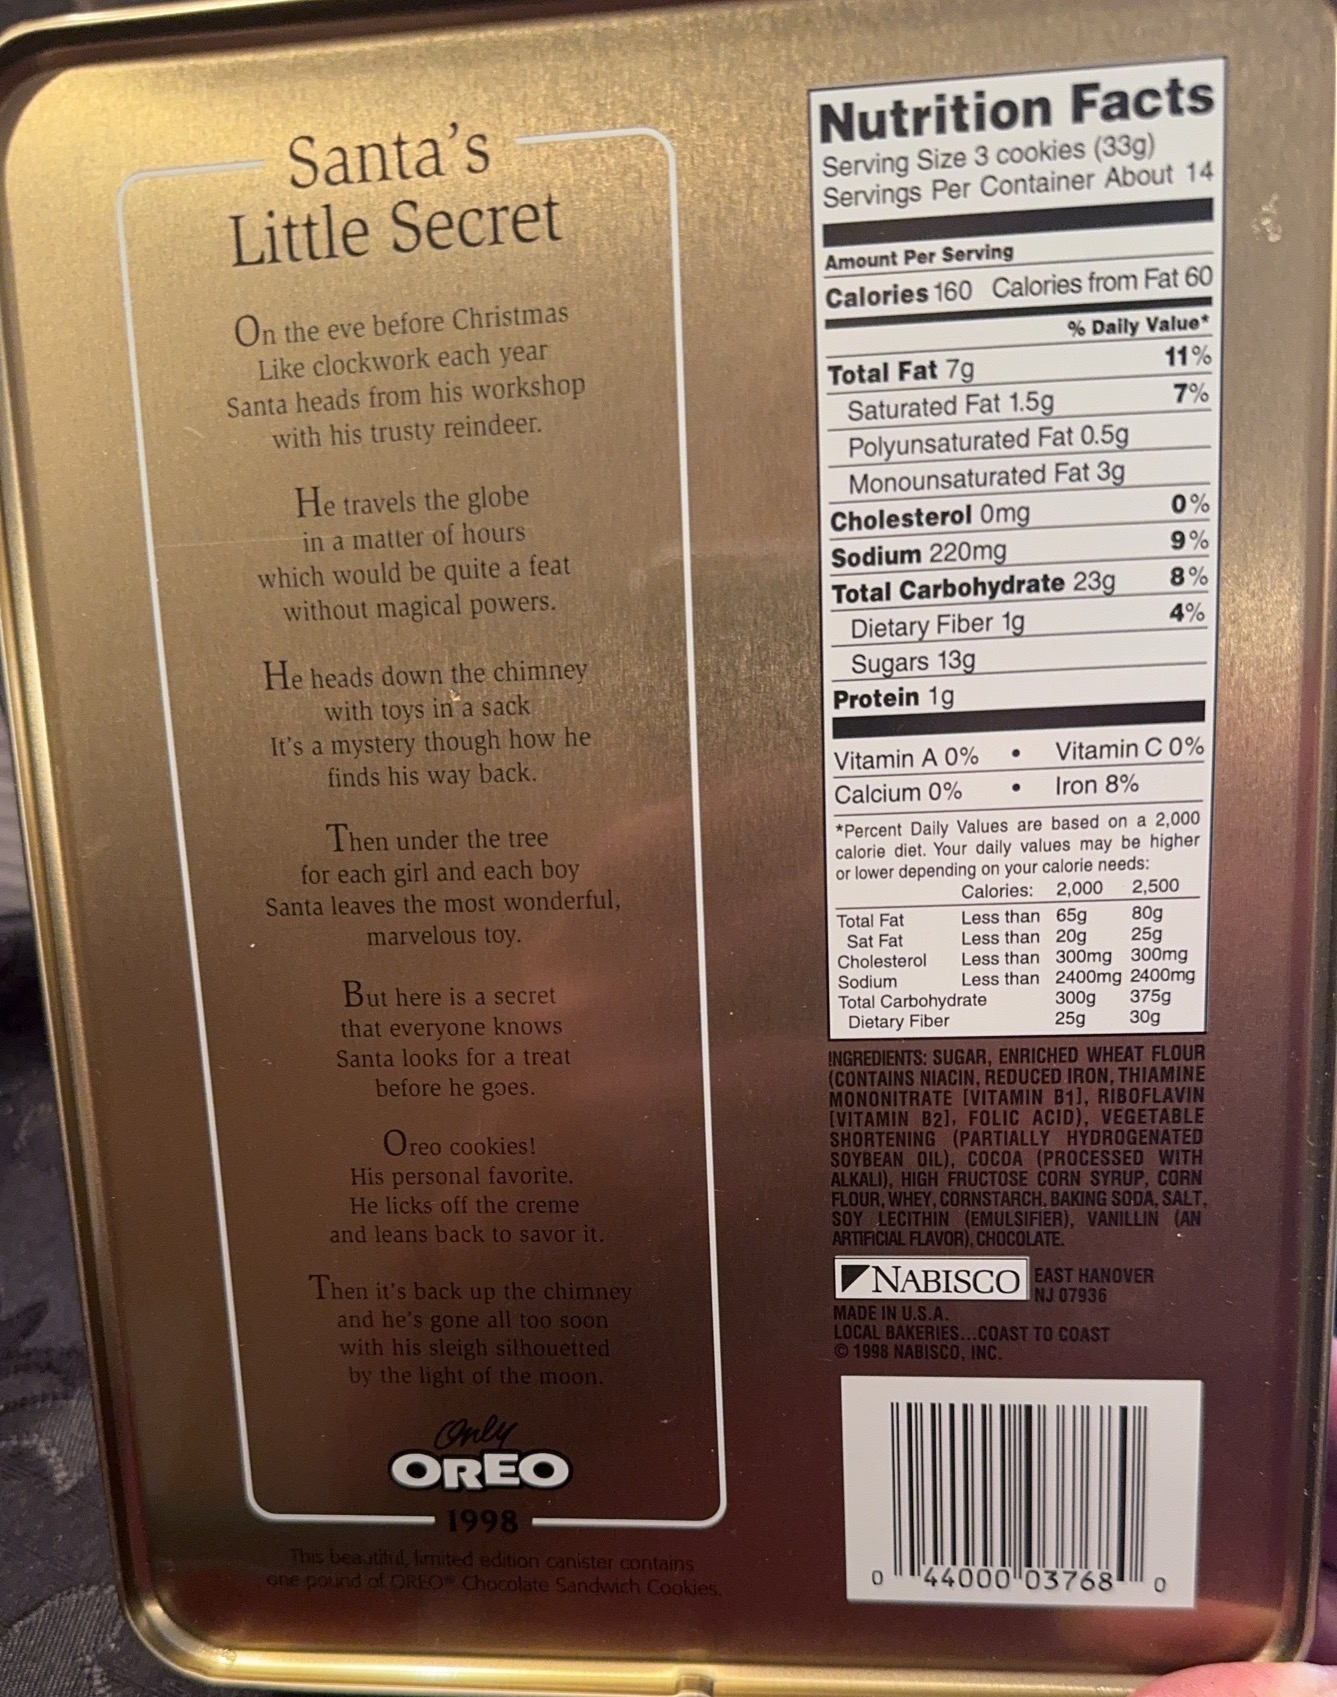 Santa's
Little Secret
On the eve before Christmas
Like clockwork each year
Santa heads from his workshop
with his trusty reindeer.
He travels the globe
in a matter of hours
which would be quite a feat
without magical powers.
He heads down the chimney
with toys in a sack
It's a mystery though how he
finds his way back.
Then under the tree
for each girl and each boy
Santa leaves the most wonderful,
marvelous toy.
But here is a secret
that everyone knows
Santa looks for a treat
before he goes.
Oreo cookies!
His personal favorite.
He licks off the creme
and leans back to savor it.
Then it's back up the chimney
and he's gone all too soon
with his sleigh silhouetted
by the light of the moon.
Only
OREO
1998
This beautiful, limited edition canister contains
one pound of OREO® Chocolate Sandwich Cookies.
Nutrition Facts
Serving Size 3 cookies (33g)
Servings Per Container About 14
Amount Per Serving
Calories 160 Calories from Fat 60
% Daily Value*
Total Fat 7g 11%
Saturated Fat 1.5g 7%
Polyunsaturated Fat 0.5g
Monounsaturated Fat 3g
Cholesterol 0mg 0%
Sodium 220mg 9%
Total Carbohydrate 23g 8%
Dietary Fiber 1g 4%
Sugars 13g
Protein 1g
Vitamin A 0% • Vitamin C 0%
Calcium 0% • Iron 8%
*Percent Daily Values are based on a 2,000
calorie diet. Your daily values may be higher
or lower depending on your calorie needs:
Calories: 2,000 2,500
Total Fat Less than 65g 80g
Sat Fat Less than 20g 25g
Cholesterol Less than 300mg 300mg
Sodium Less than 2400mg 2400mg
Total Carbohydrate 300g 375g
Dietary Fiber 25g 30g
INGREDIENTS: SUGAR, ENRICHED WHEAT FLOUR
(CONTAINS NIACIN, REDUCED IRON, THIAMINE
MONONITRATE [VITAMIN B1], RIBOFLAVIN
[VITAMIN B2], FOLIC ACID), VEGETABLE
SHORTENING (PARTIALLY HYDROGENATED
SOYBEAN OIL), COCOA (PROCESSED WITH
ALKALI), HIGH FRUCTOSE CORN SYRUP, CORN
FLOUR, WHEY, CORNSTARCH, BAKING SODA, SALT,
SOY LECITHIN (EMULSIFIER), VANILLIN (AN
ARTIFICIAL FLAVOR), CHOCOLATE.
NABISCO EAST HANOVER
NJ 07936
MADE IN U.S.A.
LOCAL BAKERIES...COAST TO COAST
© 1998 NABISCO, INC.
0 44000 03768 0